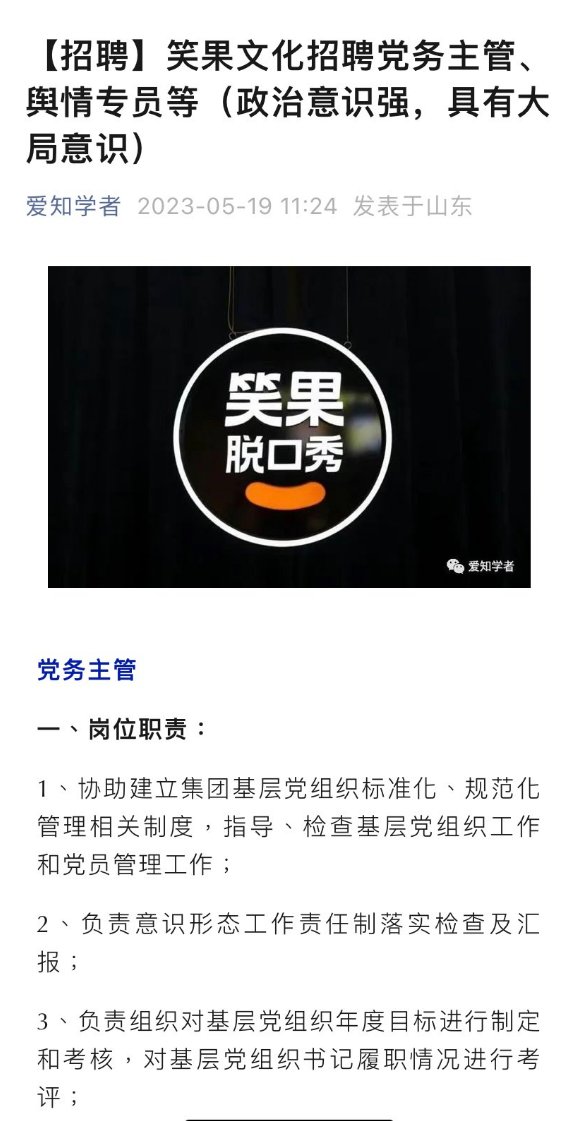 【招聘】笑果文化招聘党务主管、
舆情专员等（政治意识强，具有大
局意识）
爱知学者 2023-05-19 11:24 发表于山东
笑果
脱口秀
爱知学者
党务主管
一、岗位职责：
1、协助建立集团基层党组织标准化、规范化
管理相关制度，指导、检查基层党组织工作
和党员管理工作；
2、负责意识形态工作责任制落实检查及汇
报；
3、负责组织对基层党组织年度目标进行制定
和考核，对基层党组织书记履职情况进行考
评；